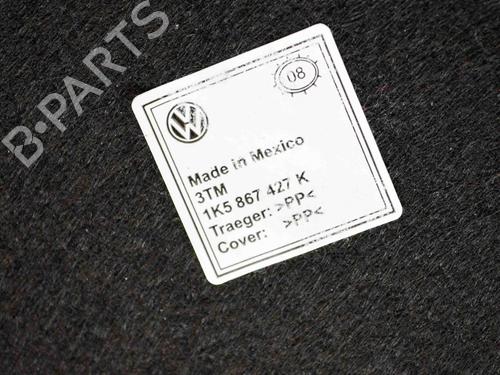 B·PARTS
08
Made in Mexico
3TM
1K5 867 427 K
Traeger: >PP<
Cover: >PP<